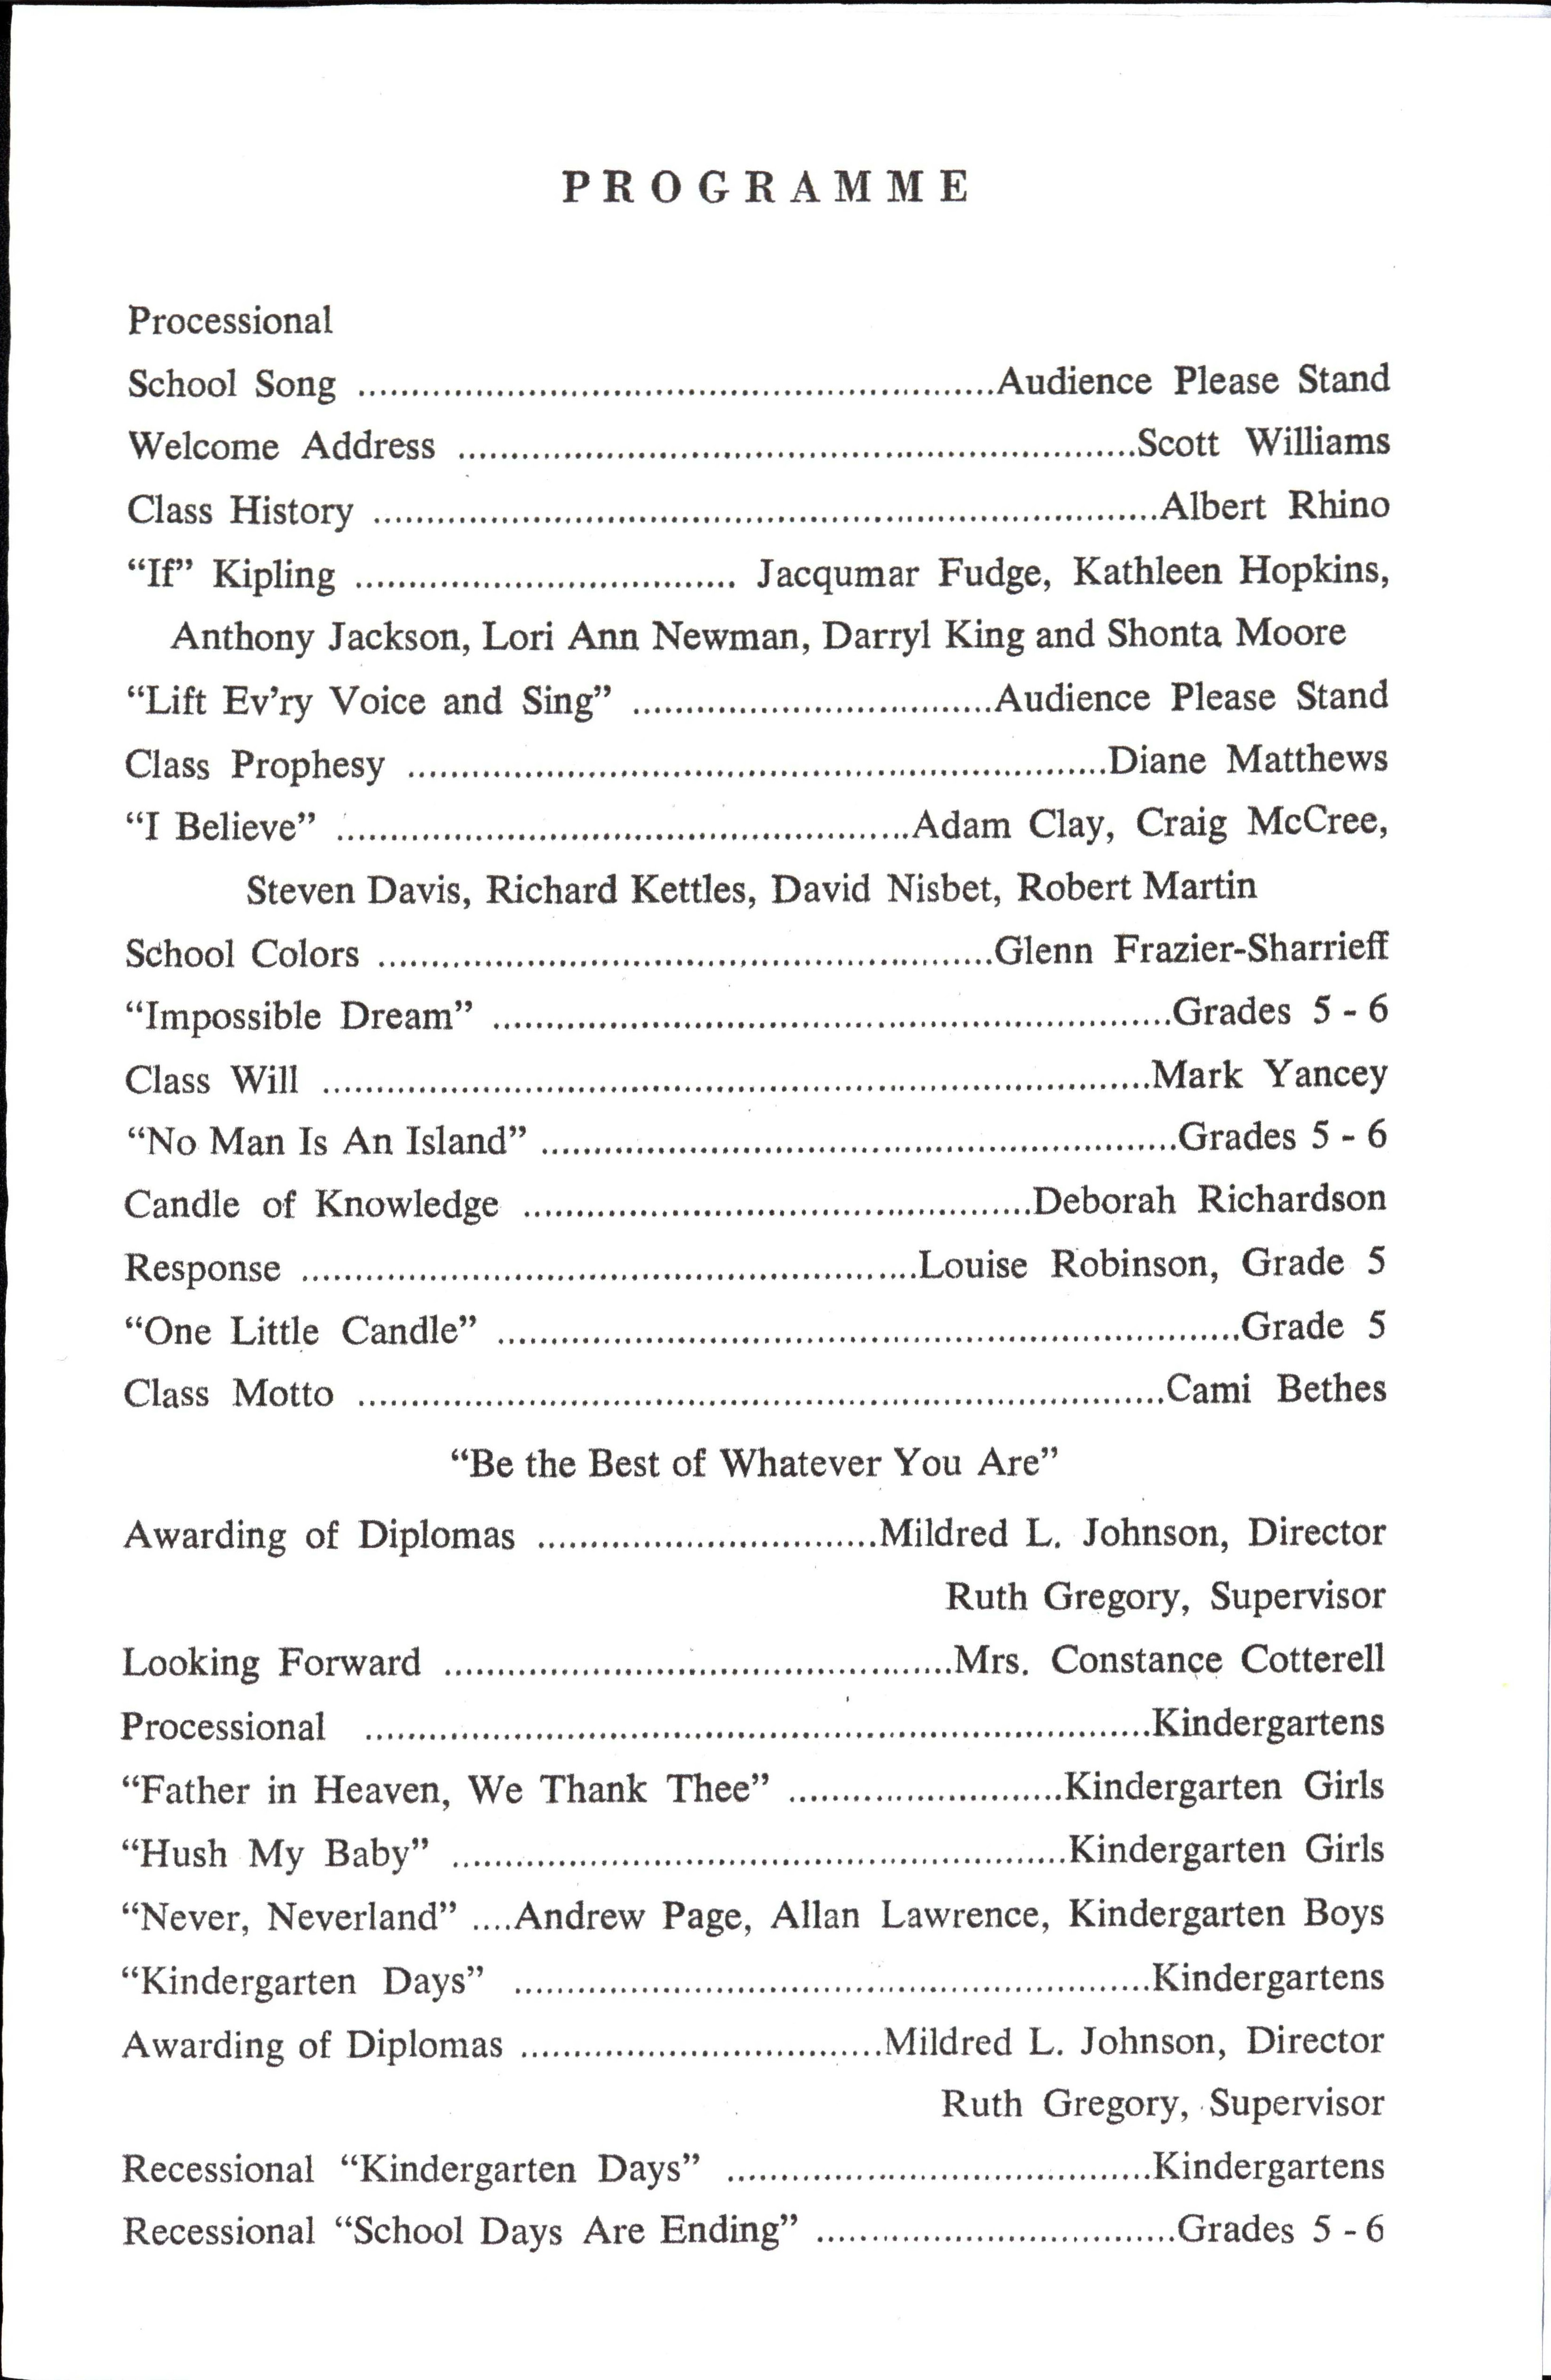 PROGRAMME
Processional
School Song ........................................Audience Please Stand
Welcome Address ........................................Scott Williams
Class History ........................................Albert Rhino
“If” Kipling .................................... Jacqumar Fudge, Kathleen Hopkins,
Anthony Jackson, Lori Ann Newman, Darryl King and Shonta Moore
“Lift Ev’ry Voice and Sing” ..................................Audience Please Stand
Class Prophesy ........................................Diane Matthews
“I Believe” ........................................Adam Clay, Craig McCree,
Steven Davis, Richard Kettles, David Nisbet, Robert Martin
School Colors ........................................Glenn Frazier-Sharrieff
“Impossible Dream” ........................................Grades 5 - 6
Class Will ........................................Mark Yancey
“No Man Is An Island” ........................................Grades 5 - 6
Candle of Knowledge ........................................Deborah Richardson
Response ........................................Louise Robinson, Grade 5
“One Little Candle” ........................................Grade 5
Class Motto ........................................Cami Bethes
“Be the Best of Whatever You Are”
Awarding of Diplomas ................................Mildred L. Johnson, Director
Ruth Gregory, Supervisor
Looking Forward ........................................Mrs. Constance Cotterell
Processional ........................................Kindergartens
“Father in Heaven, We Thank Thee” ..........................Kindergarten Girls
“Hush My Baby” ........................................Kindergarten Girls
“Never, Neverland” ....Andrew Page, Allan Lawrence, Kindergarten Boys
“Kindergarten Days” ........................................Kindergartens
Awarding of Diplomas ..................................Mildred L. Johnson, Director
Ruth Gregory, Supervisor
Recessional “Kindergarten Days” ........................................Kindergartens
Recessional “School Days Are Ending” ..................................Grades 5 - 6